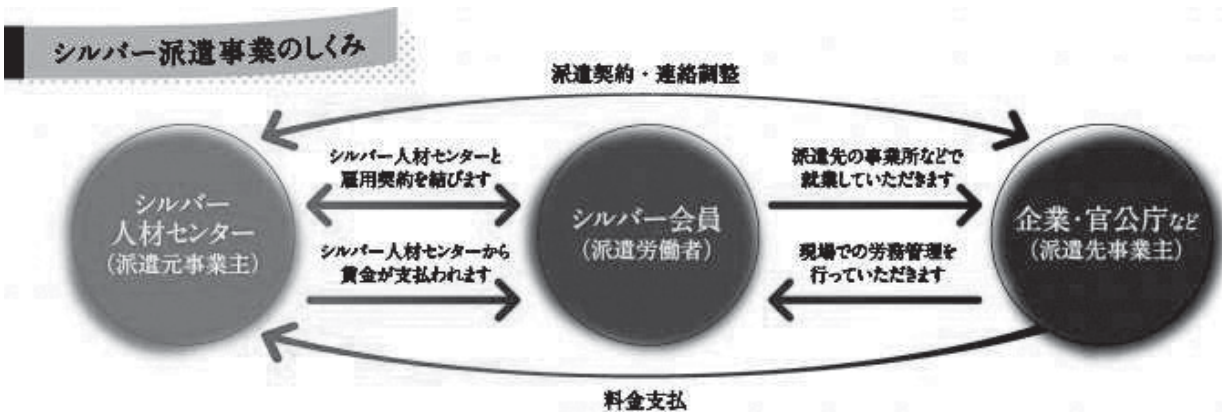 シルバー派遣事業のしくみ
派遣契約・連絡調整
シルバー
人材センター
(派遣元事業主)
シルバー人材センターと
雇用契約を結びます
シルバー人材センターから
賃金が支払われます
シルバー会員
(派遣労働者)
派遣先の事業所などで
就業していただきます
現場での労務管理を
行っていただきます
企業・官公庁など
(派遣先事業主)
料金支払